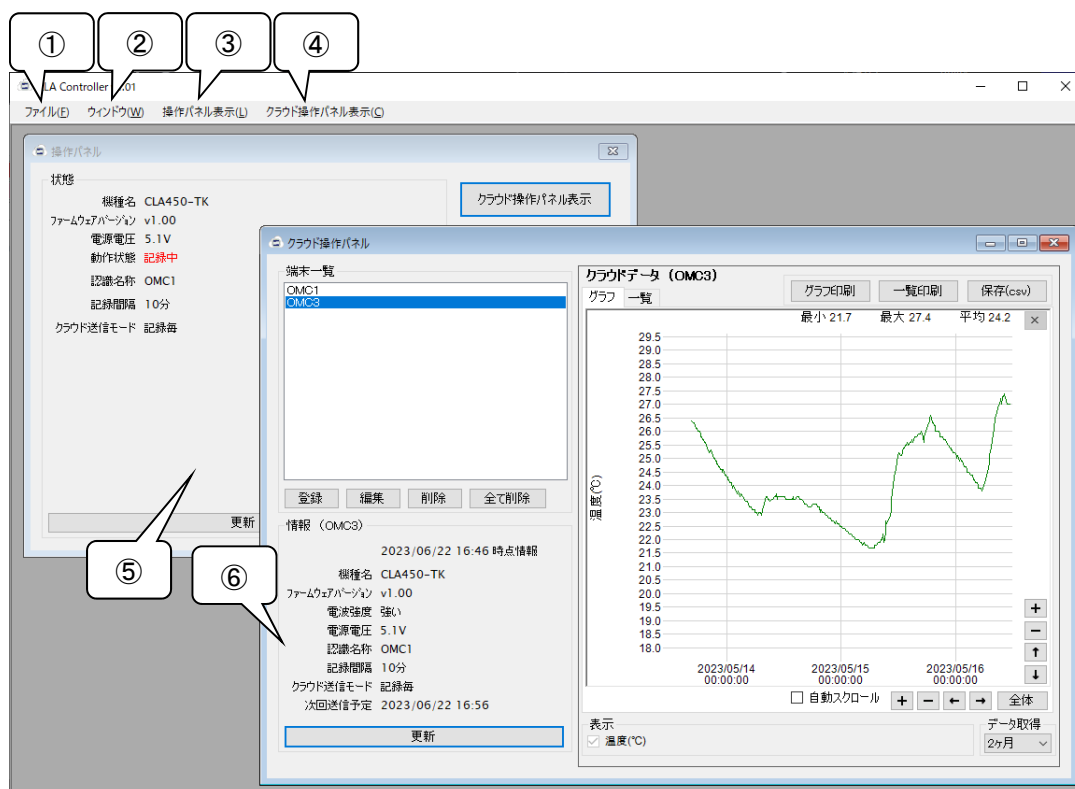 ① ② ③ ④
LA Controller .01
ファイル(F) ウィンドウ(W) 操作パネル表示(L) クラウド操作パネル表示(C)
操作パネル
状態
機種名 CLA450-TK
ファームウェアバージョン v1.00
電源電圧 5.1V
動作状態 記録中
認識名称 OMC1
記録間隔 10分
クラウド送信モード 記録毎
クラウド操作パネル表示
更新
⑤
⑥
クラウド操作パネル
端末一覧
OMC1
OMC3
登録 編集 削除 全て削除
情報 (OMC3)
2023/06/22 16:46 時点情報
機種名 CLA450-TK
ファームウェアバージョン v1.00
電波強度 強い
電源電圧 5.1V
認識名称 OMC1
記録間隔 10分
クラウド送信モード 記録毎
次回送信予定 2023/06/22 16:56
更新
クラウドデータ (OMC3)
グラフ印刷 一覧印刷 保存(csv)
グラフ 一覧
最小 21.7 最大 27.4 平均 24.2
29.5
29.0
28.5
28.0
27.5
27.0
26.5
26.0
25.5
25.0
24.5
24.0
23.5
23.0
22.5
22.0
21.5
21.0
20.5
20.0
19.5
19.0
18.5
18.0
温度(℃)
2023/05/14 2023/05/15 2023/05/16
00:00:00 00:00:00 00:00:00
+
−
↑
↓
自動スクロール + − ← → 全体
表示
温度(℃)
データ取得
2ヶ月